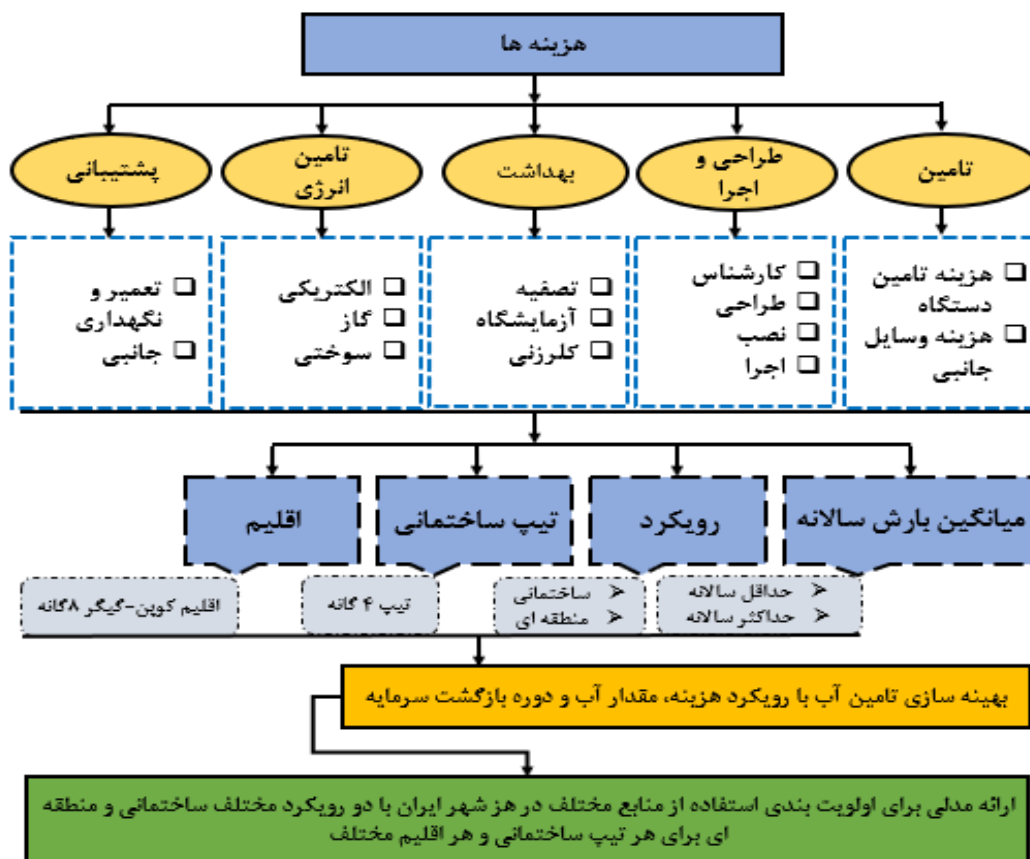 هزینه ها
تامین
طراحی و
اجرا
بهداشت
تامین
انرژی
پشتیبانی
❑ هزینه تامین
دستگاه
❑ هزینه وسایل
جانبی
❑ کارشناس
❑ طراحی
❑ نصب
❑ اجرا
❑ تصفیه
❑ آزمایشگاه
❑ کلرزنی
❑ الکتریکی
❑ گاز
❑ سوختی
❑ تعمیر و
نگهداری
❑ جانبی
میانگین بارش سالانه
رویکرد
تیپ ساختمانی
اقلیم
➢ حداقل سالانه
➢ حداکثر سالانه
➢ ساختمانی
➢ منطقه ای
تیپ ۴ گانه
اقلیم کوپن-گیگر ۸گانه
بهینه سازی تامین آب با رویکرد هزینه، مقدار آب و دوره بازگشت سرمایه
ارائه مدلی برای اولویت بندی استفاده از منابع مختلف در هز شهر ایران با دو رویکرد مختلف ساختمانی و منطقه
ای برای هر تیپ ساختمانی و هر اقلیم مختلف